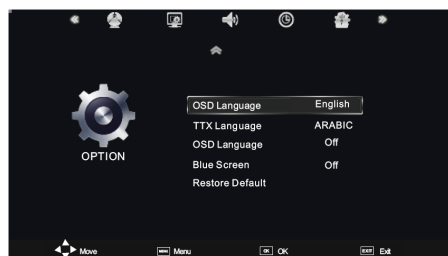 OSD Language English
TTX Language ARABIC
OSD Language Off
Blue Screen Off
Restore Default
OPTION
Move MENU Menu OK OK EXIT Exit